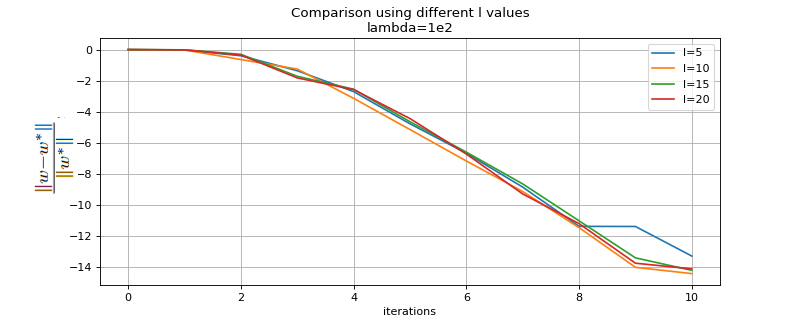 Comparison using different l values
lambda=1e2
0
−2
−4
−6
−8
−10
−12
−14
||w−w*||
||w*||
l=5
l=10
l=15
l=20
0
2
4
6
8
10
iterations